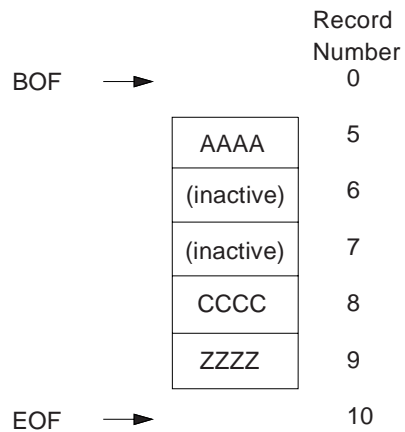 Record
Number
BOF 0
AAAA 5
(inactive) 6
(inactive) 7
CCCC 8
ZZZZ 9
EOF 10